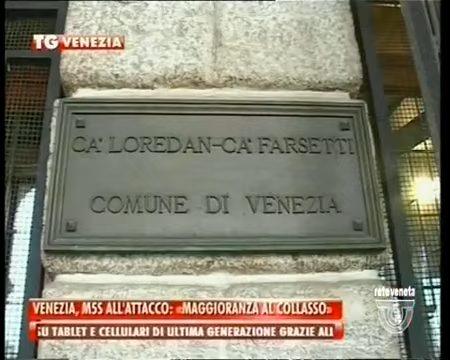 TG VENEZIA
CA' LOREDAN-CA' FARSETTI
COMUNE DI VENEZIA
reteveneta
VENEZIA, M5S ALL'ATTACCO: «MAGGIORANZA AL COLLASSO»
SU TABLET E CELLULARI DI ULTIMA GENERAZIONE GRAZIE ALL